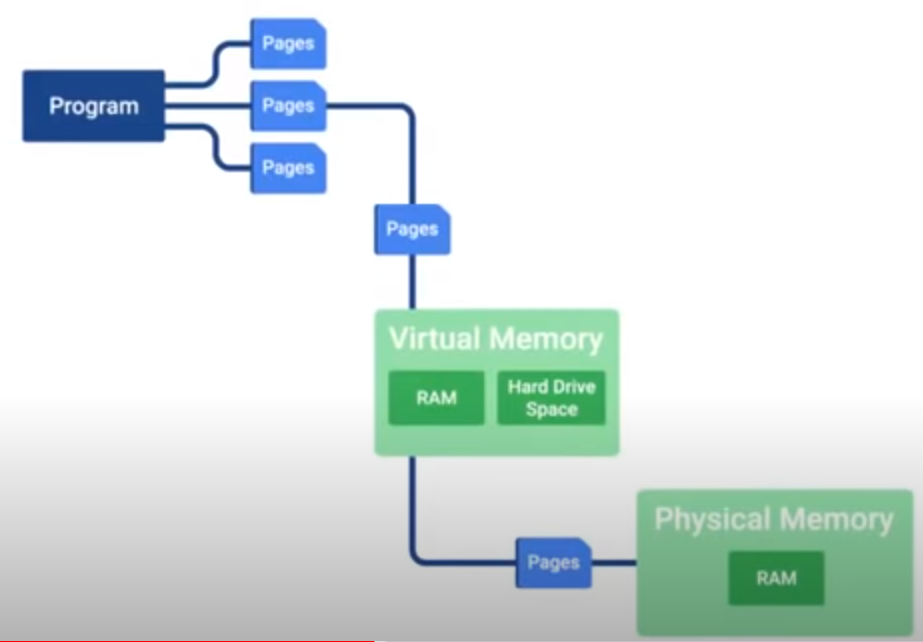 Pages
Program
Pages
Pages
Pages
Virtual Memory
RAM
Hard Drive
Space
Physical Memory
Pages
RAM